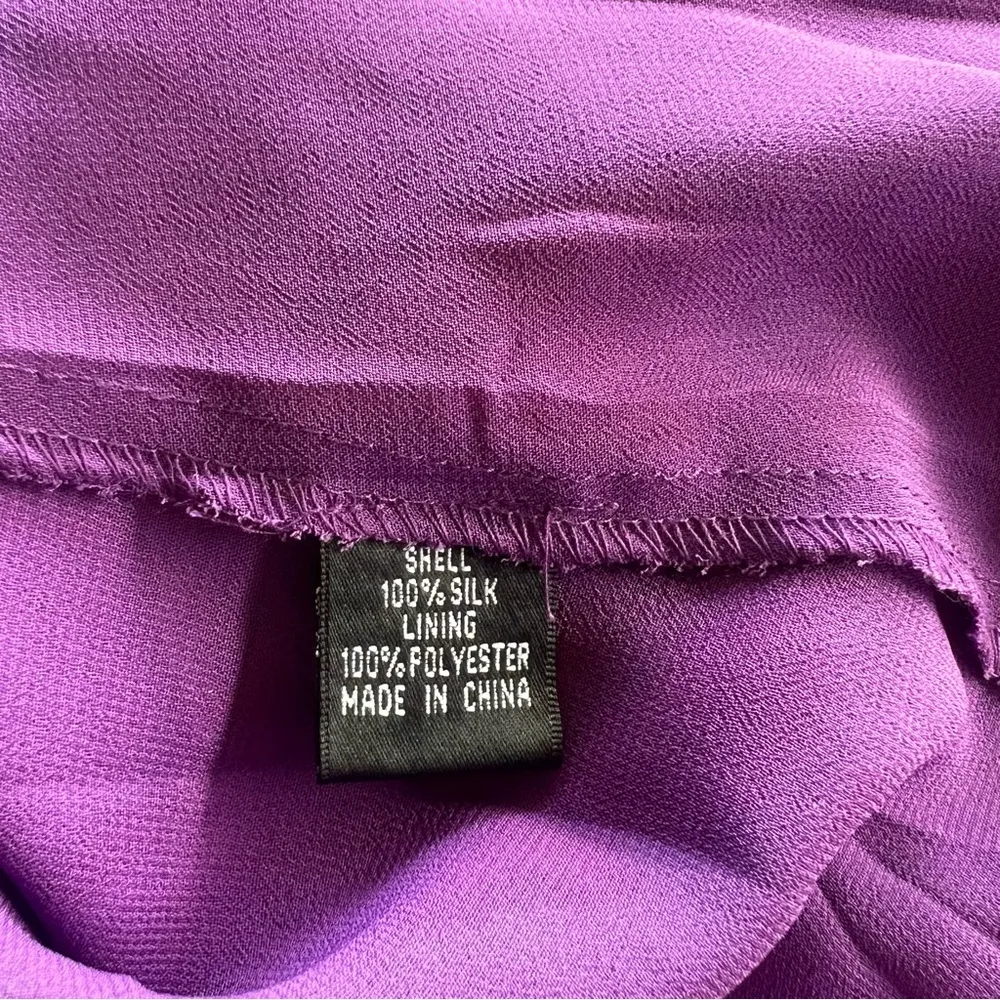 SHELL
100% SILK
LINING
100% POLYESTER
MADE IN CHINA